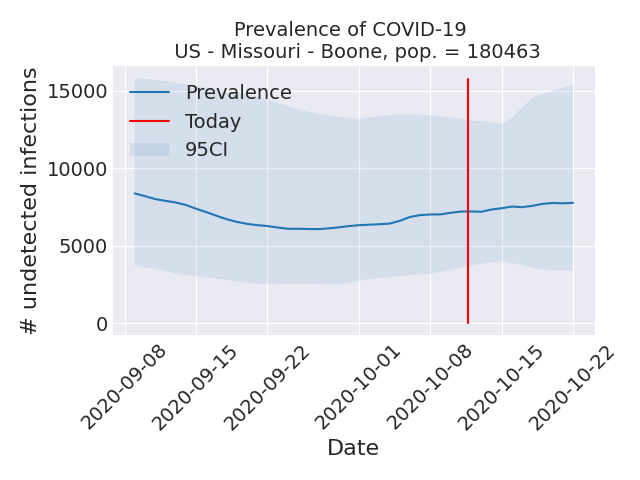 Prevalence of COVID-19
US - Missouri - Boone, pop. = 180463
# undetected infections
15000
10000
5000
0
Prevalence
Today
95CI
2020-09-08
2020-09-15
2020-09-22
2020-10-01
2020-10-08
2020-10-15
2020-10-22
Date